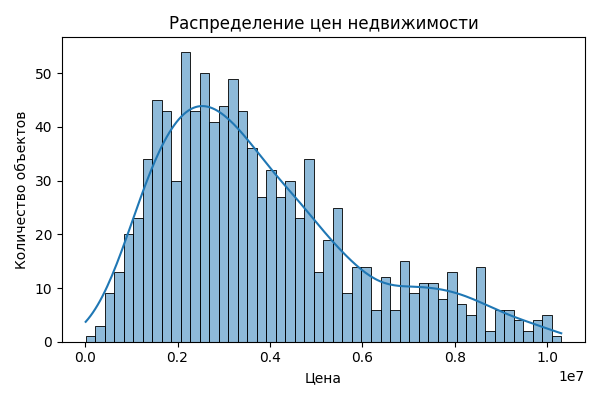 Распределение цен недвижимости
Количество объектов
50
40
30
20
10
0
0.0 0.2 0.4 0.6 0.8 1.0
1e7
Цена